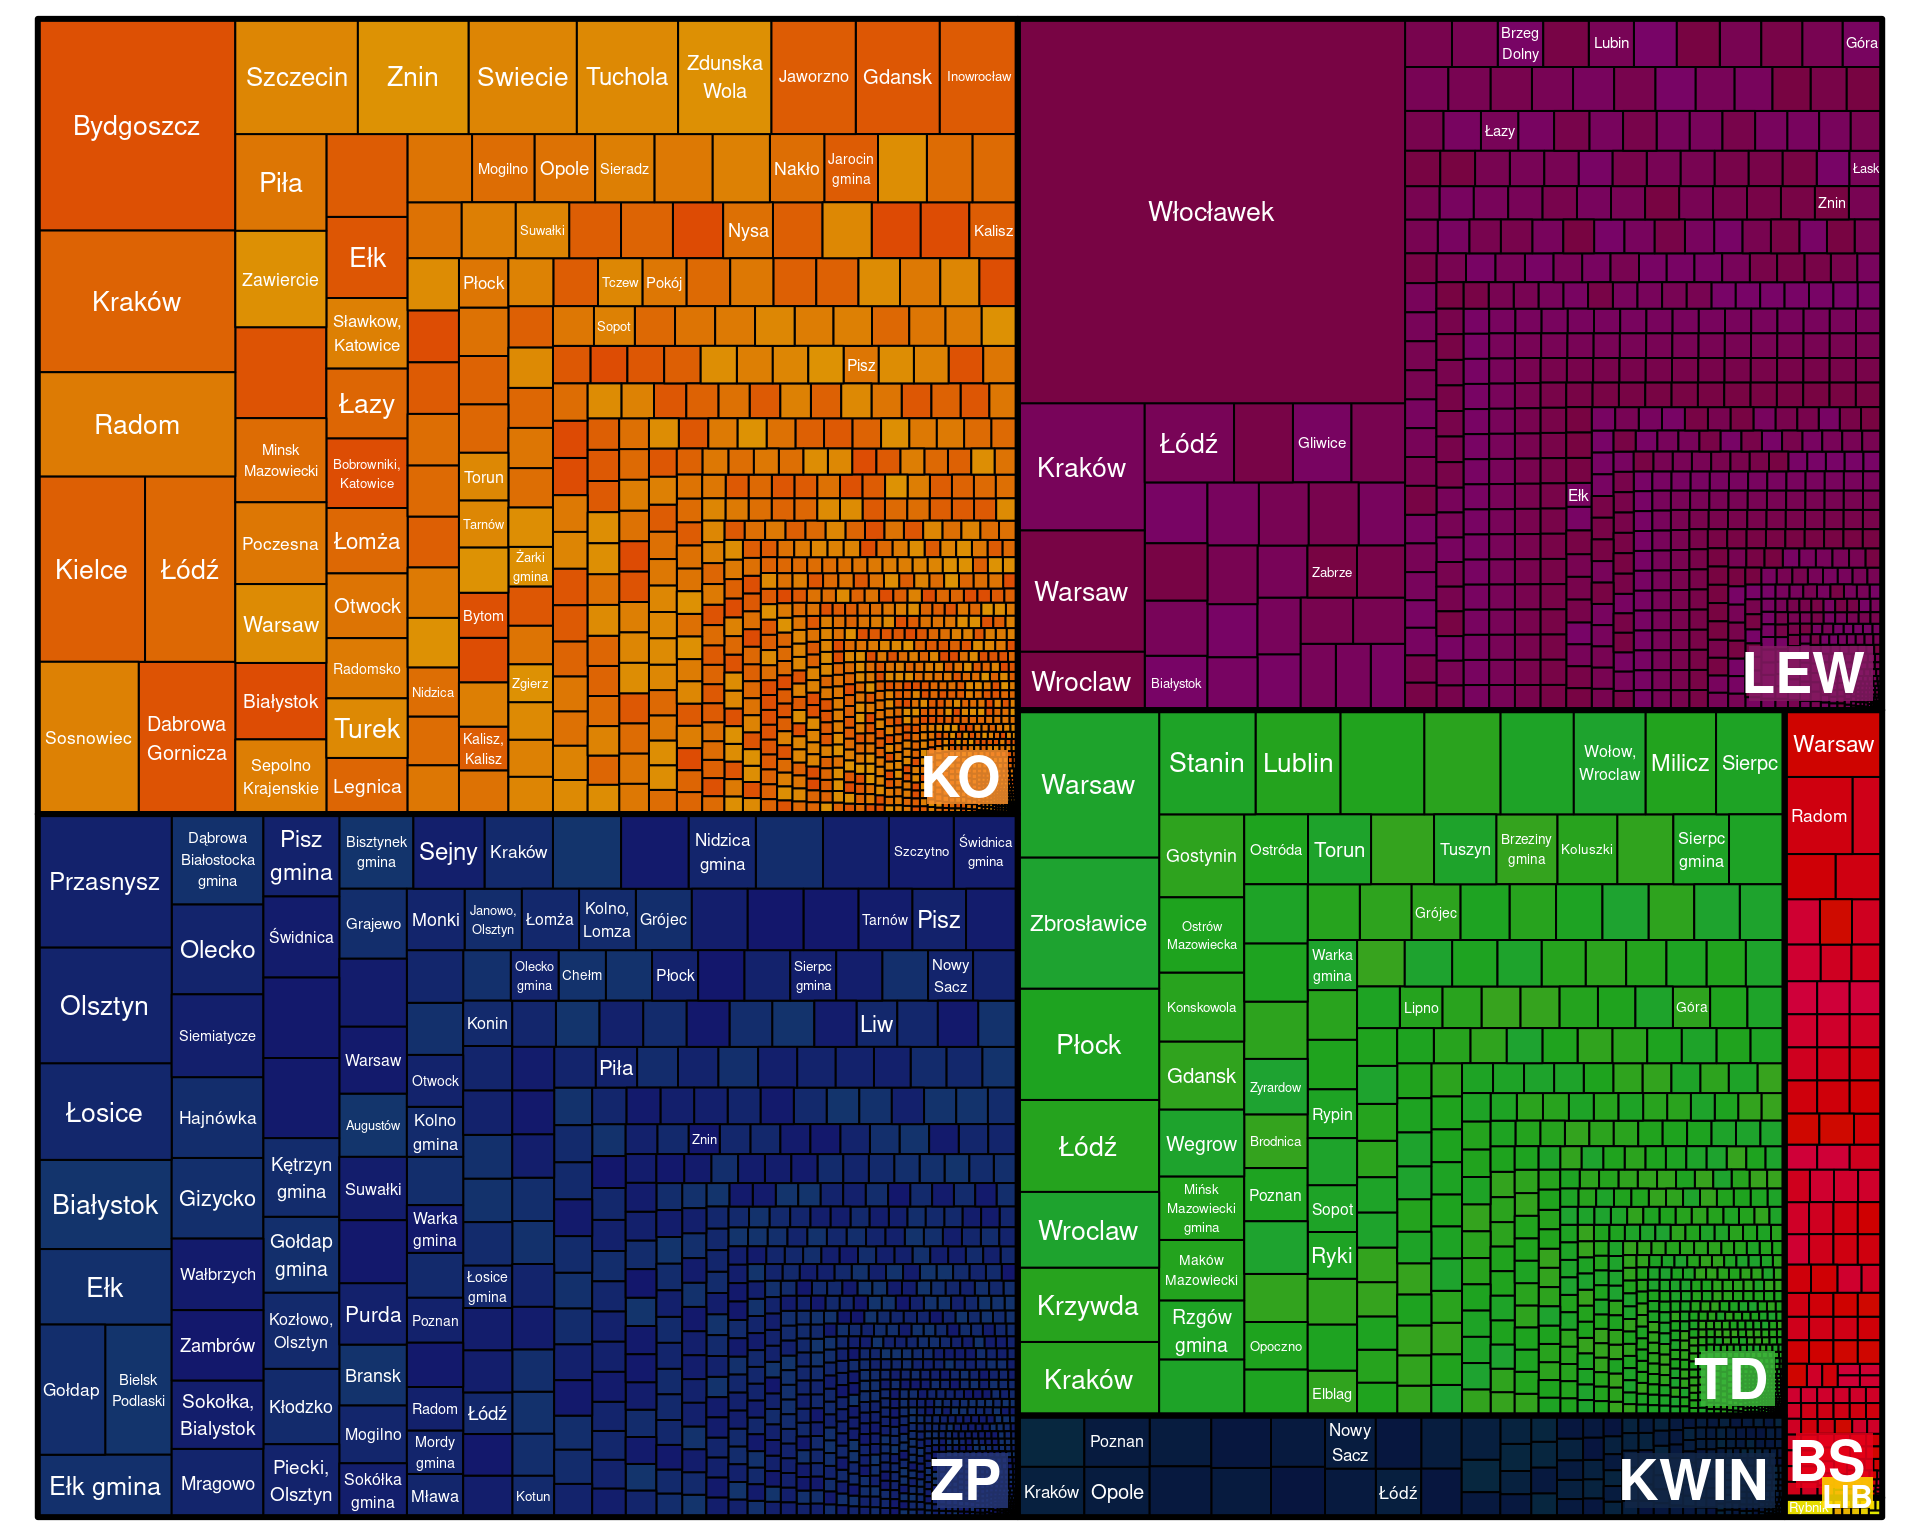 Bydgoszcz
Szczecin
Znin
Swiecie
Tuchola
Zdunska
Wola
Jaworzno
Gdansk
Inowrocław
Piła
Mogilno
Opole
Sieradz
Nakło
Jarocin
gmina
Suwałki
Nysa
Kalisz
Kraków
Zawiercie
Ełk
Płock
Tczew
Pokój
Sławkow,
Katowice
Sopot
Pisz
Radom
Łazy
Minsk
Mazowiecki
Bobrowniki,
Katowice
Torun
Kielce
Łódź
Poczesna
Łomża
Tarnów
Żarki
gmina
Warsaw
Otwock
Bytom
Radomsko
Nidzica
Zgierz
Sosnowiec
Dabrowa
Gornicza
Białystok
Turek
Kalisz,
Kalisz
Sepolno
Krajenskie
Legnica
KO
Włocławek
Brzeg
Dolny
Lubin
Góra
Łazy
Łask
Znin
Kraków
Łódź
Gliwice
Ełk
Warsaw
Zabrze
Wroclaw
Białystok
LEW
Przasnysz
Dąbrowa
Białostocka
gmina
Pisz
gmina
Bisztynek
gmina
Sejny
Kraków
Nidzica
gmina
Szczytno
Świdnica
gmina
Olecko
Świdnica
Grajewo
Monki
Janowo,
Olsztyn
Łomża
Kolno,
Lomza
Grójec
Tarnów
Pisz
Olecko
gmina
Chełm
Płock
Sierpc
gmina
Nowy
Sacz
Olsztyn
Siemiatycze
Warsaw
Konin
Liw
Otwock
Piła
Łosice
Hajnówka
Augustów
Kolno
gmina
Znin
Białystok
Gizycko
Kętrzyn
gmina
Suwałki
Warka
gmina
Ełk
Wałbrzych
Gołdap
gmina
Łosice
gmina
Zambrów
Kozłowo,
Olsztyn
Purda
Poznan
Gołdap
Bielsk
Podlaski
Sokołka,
Bialystok
Kłodzko
Bransk
Radom
Łódź
Mogilno
Mordy
gmina
Ełk gmina
Mragowo
Piecki,
Olsztyn
Sokółka
gmina
Mława
Kotun
ZP
Warsaw
Stanin
Lublin
Wołow,
Wroclaw
Milicz
Sierpc
Gostynin
Ostróda
Torun
Tuszyn
Brzeziny
gmina
Koluszki
Sierpc
gmina
Zbrosławice
Ostrów
Mazowiecka
Grójec
Warka
gmina
Płock
Konskowola
Lipno
Góra
Gdansk
Zyrardow
Rypin
Łódź
Wegrow
Brodnica
Wroclaw
Mińsk
Mazowiecki
gmina
Poznan
Sopot
Krzywda
Maków
Mazowiecki
Ryki
Rzgów
gmina
Opoczno
Kraków
Elblag
TD
Warsaw
Radom
BS
Kraków
Poznan
Opole
Nowy
Sacz
Łódź
KWIN
LIB